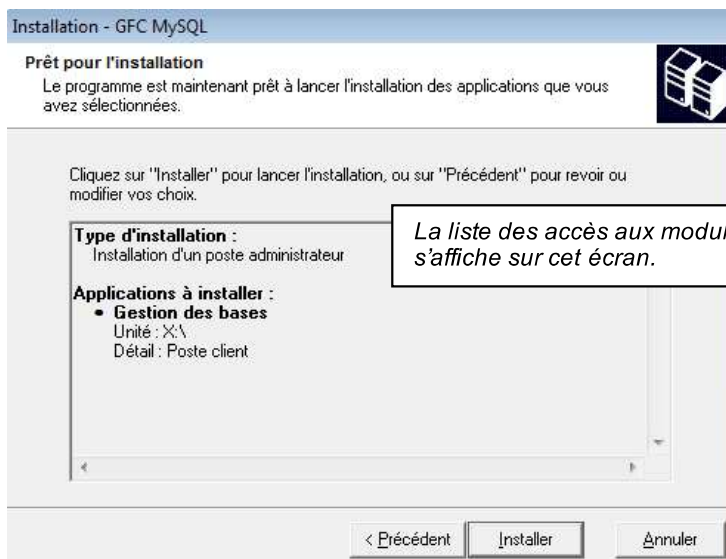 Installation - GFC MySQL
Prêt pour l'installation
Le programme est maintenant prêt à lancer l'installation des applications que vous
avez sélectionnées.
Cliquez sur "Installer" pour lancer l'installation, ou sur "Précédent" pour revoir ou
modifier vos choix.
La liste des accès aux modul
s'affiche sur cet écran.
Type d'installation :
Installation d'un poste administrateur
Applications à installer :
• Gestion des bases
Unité : X:\
Détail : Poste client
< Précédent
Installer
Annuler